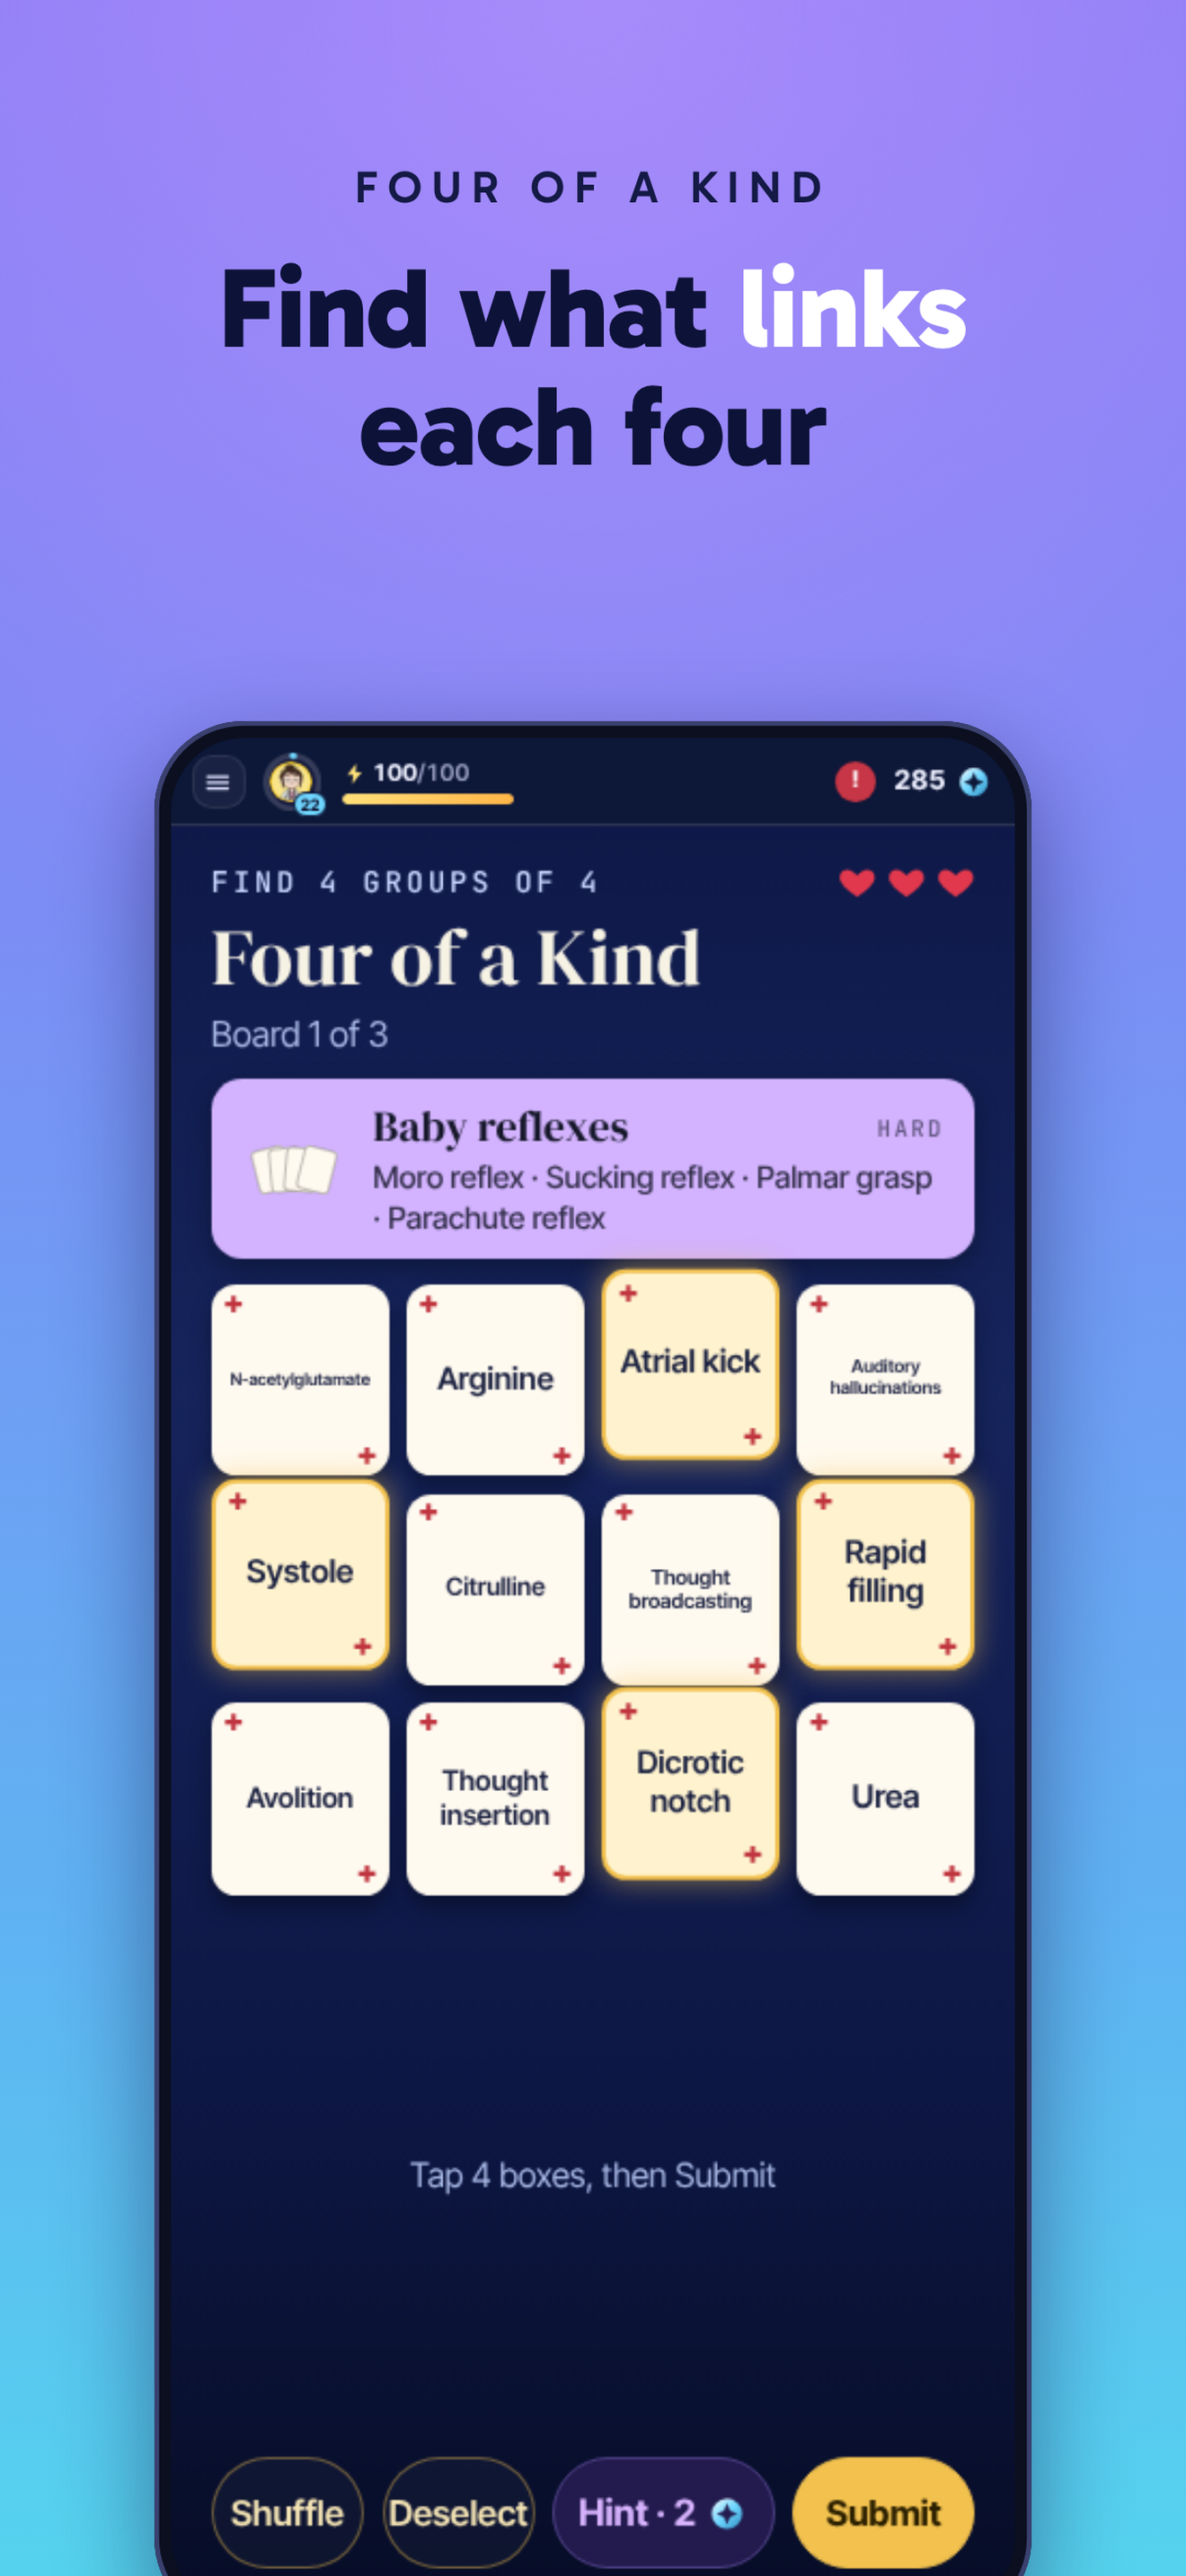 FOUR OF A KIND
Find what links
each four
22
100/100
!
285
FIND 4 GROUPS OF 4
Four of a Kind
Board 1 of 3
Baby reflexes
HARD
Moro reflex · Sucking reflex · Palmar grasp
· Parachute reflex
N-acetylglutamate
Arginine
Atrial kick
Auditory
hallucinations
Systole
Citrulline
Thought
broadcasting
Rapid
filling
Avolition
Thought
insertion
Dicrotic
notch
Urea
Tap 4 boxes, then Submit
Shuffle
Deselect
Hint · 2
Submit